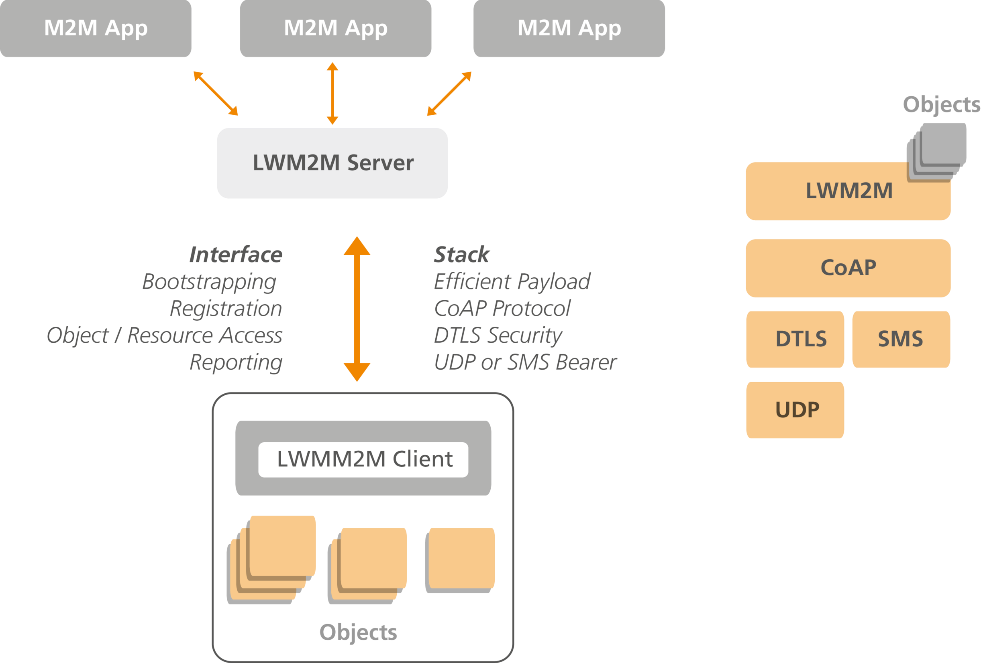 M2M App
M2M App
M2M App
LWM2M Server
Interface
Bootstrapping
Registration
Object / Resource Access
Reporting
Stack
Efficient Payload
CoAP Protocol
DTLS Security
UDP or SMS Bearer
LWMM2M Client
Objects
Objects
LWM2M
CoAP
DTLS
SMS
UDP